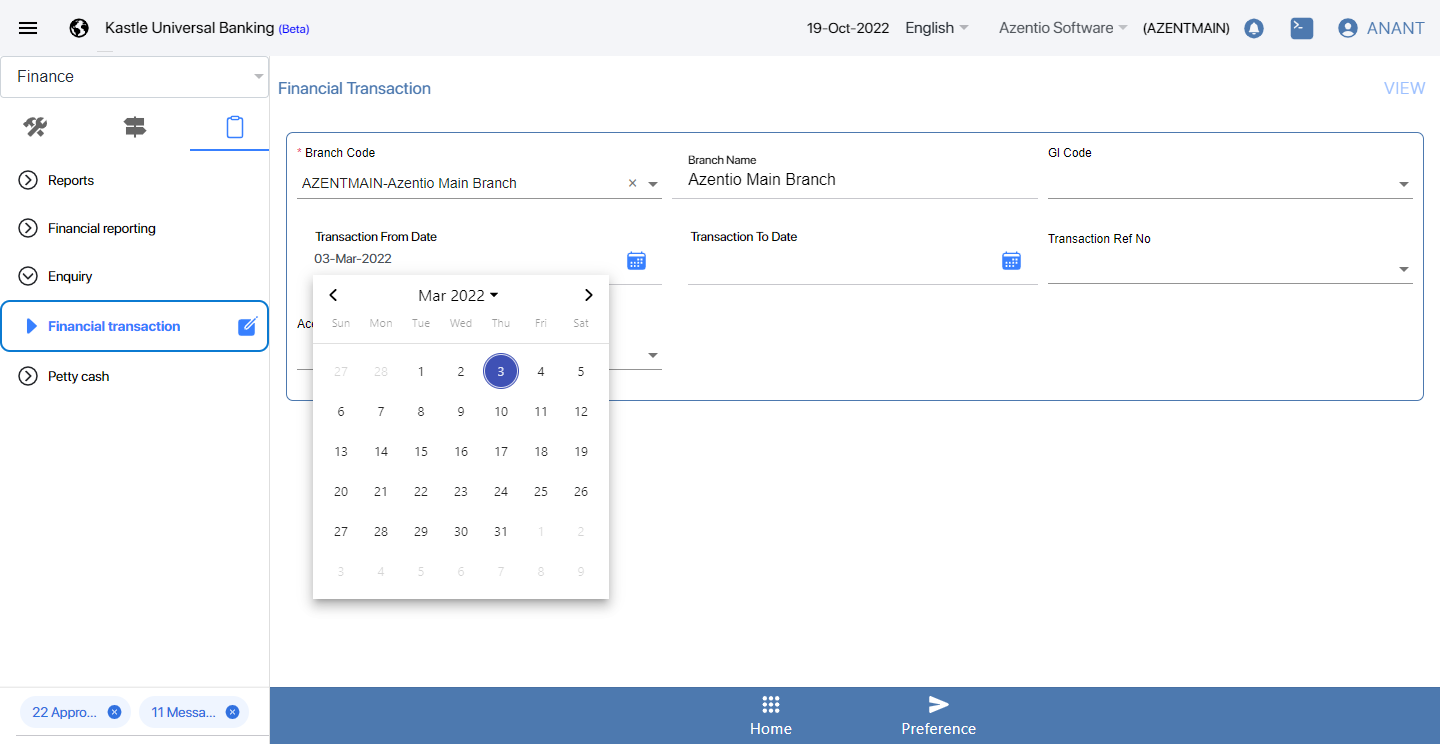 Kastle Universal Banking (Beta)
19-Oct-2022 English Azentio Software (AZENTMAIN) ANANT
Finance
Reports
Financial reporting
Enquiry
Financial transaction
Petty cash
22 Appro...
11 Messa...
Financial Transaction
VIEW
* Branch Code
AZENTMAIN-Azentio Main Branch
Branch Name
Azentio Main Branch
Gl Code
Transaction From Date
03-Mar-2022
Transaction To Date
Transaction Ref No
Acc
Mar 2022
Sun Mon Tue Wed Thu Fri Sat
27 28 1 2 3 4 5
6 7 8 9 10 11 12
13 14 15 16 17 18 19
20 21 22 23 24 25 26
27 28 29 30 31 1 2
3 4 5 6 7 8 9
Home
Preference